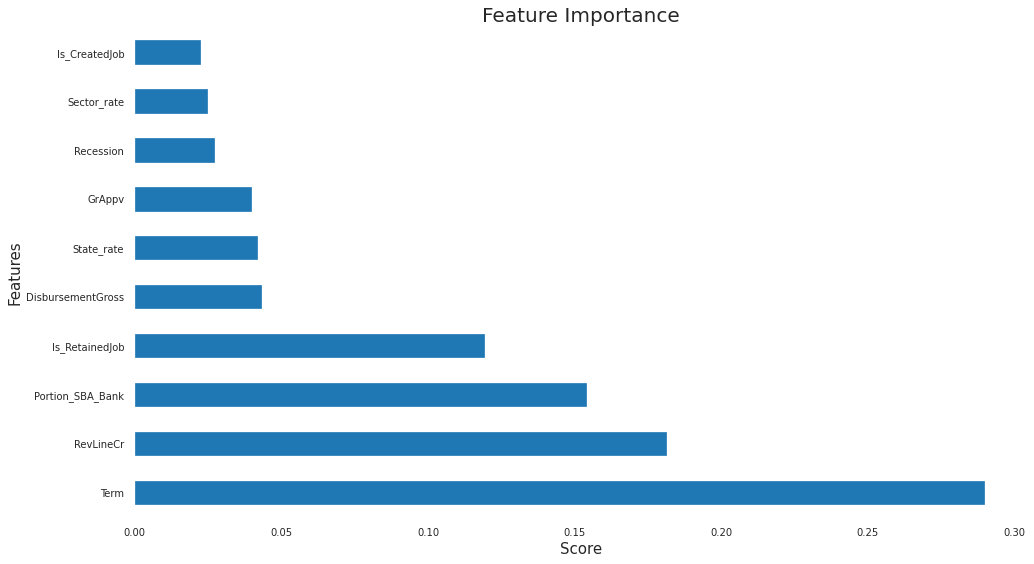 Feature Importance
Is_CreatedJob
Sector_rate
Recession
GrAppv
State_rate
DisbursementGross
Is_RetainedJob
Portion_SBA_Bank
RevLineCr
Term
Features
0.00 0.05 0.10 0.15 0.20 0.25 0.30
Score